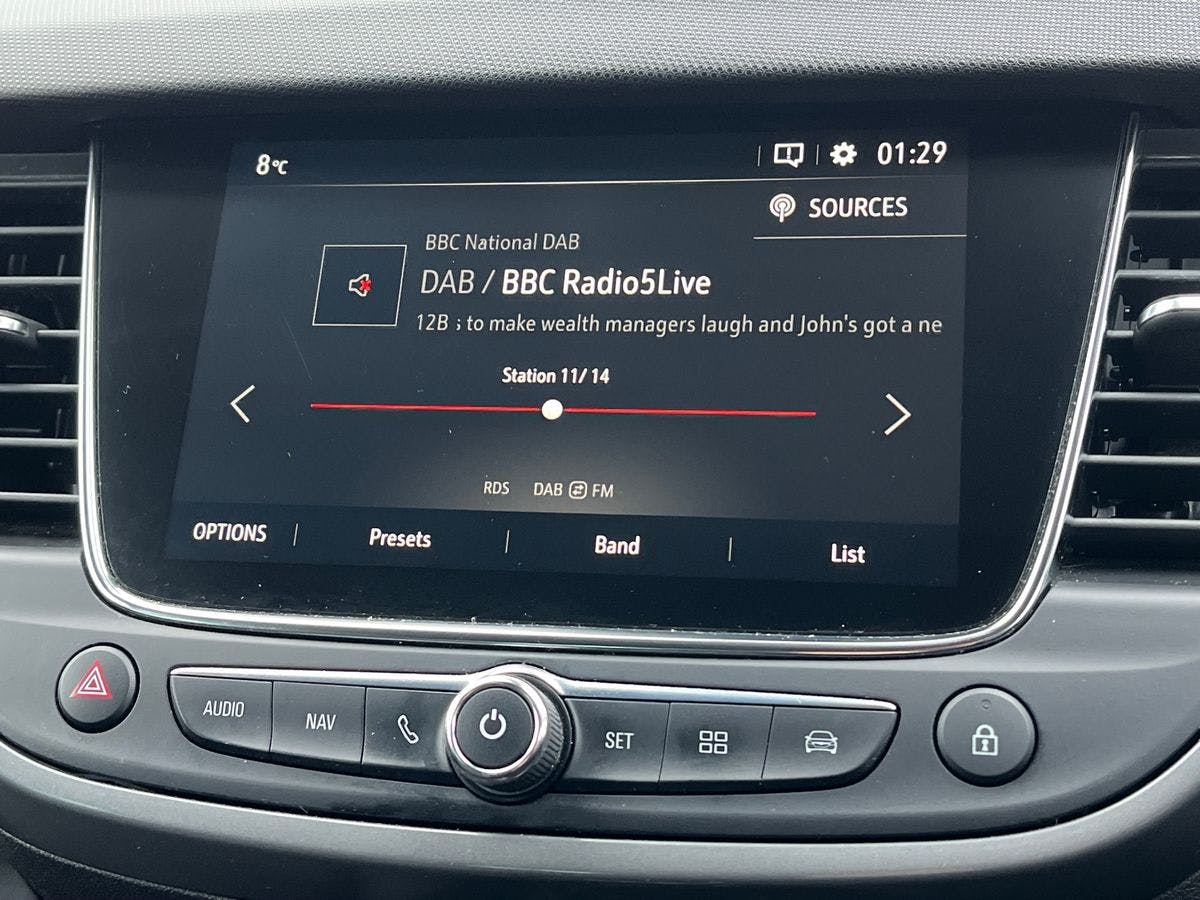 8°C
01:29
SOURCES
BBC National DAB
DAB / BBC Radio5Live
12B ; to make wealth managers laugh and John's got a ne
Station 11/14
RDS DAB FM
OPTIONS | Presets | Band | List
AUDIO NAV SET